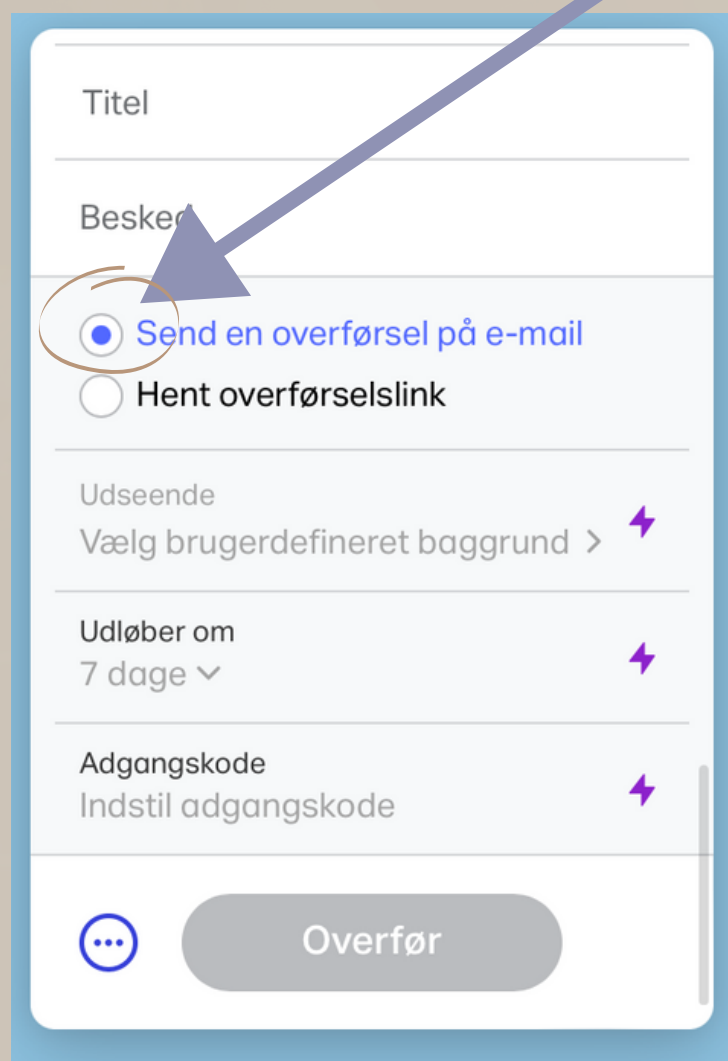 Titel
Besked
Send en overførsel på e-mail
Hent overførselslink
Udseende
Vælg brugerdefineret baggrund
Udløber om
7 dage
Adgangskode
Indstil adgangskode
Overfør